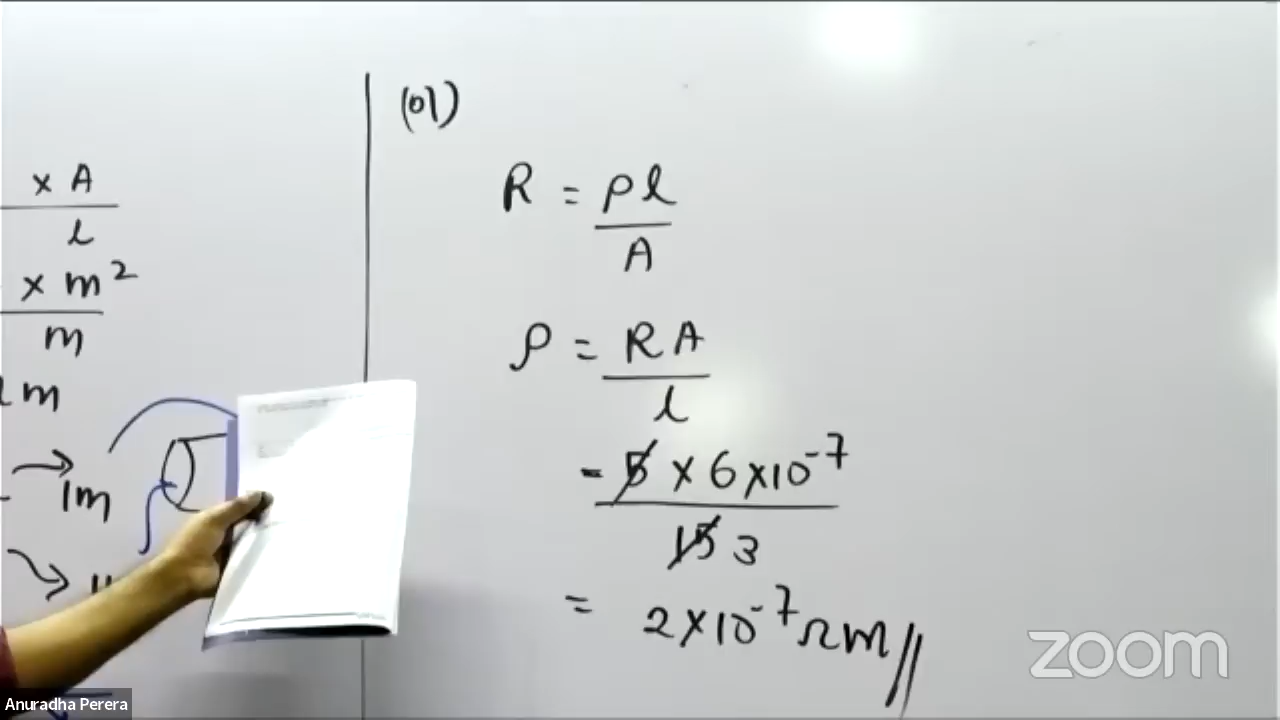 x A
l
x m²
m
m
→ 1m
(01)
R = ρl
A
ρ = RA
l
= 5 × 6 × 10⁻⁷
15 3
= 2 × 10⁻⁷ Ωm //
zoom
Anuradha Perera